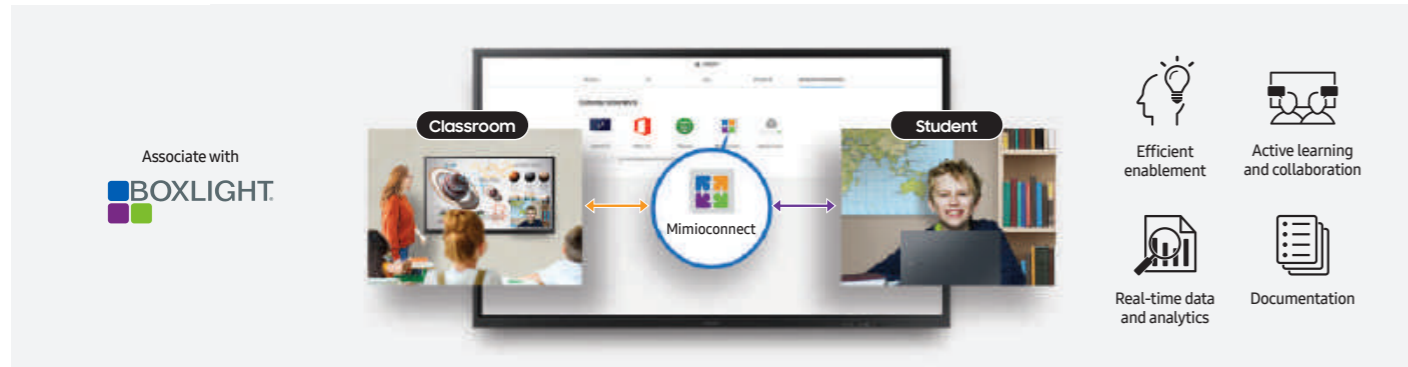 Associate with
BOXLIGHT
Classroom
Student
Mimioconnect
Efficient
enablement
Active learning
and collaboration
Real-time data
and analytics
Documentation